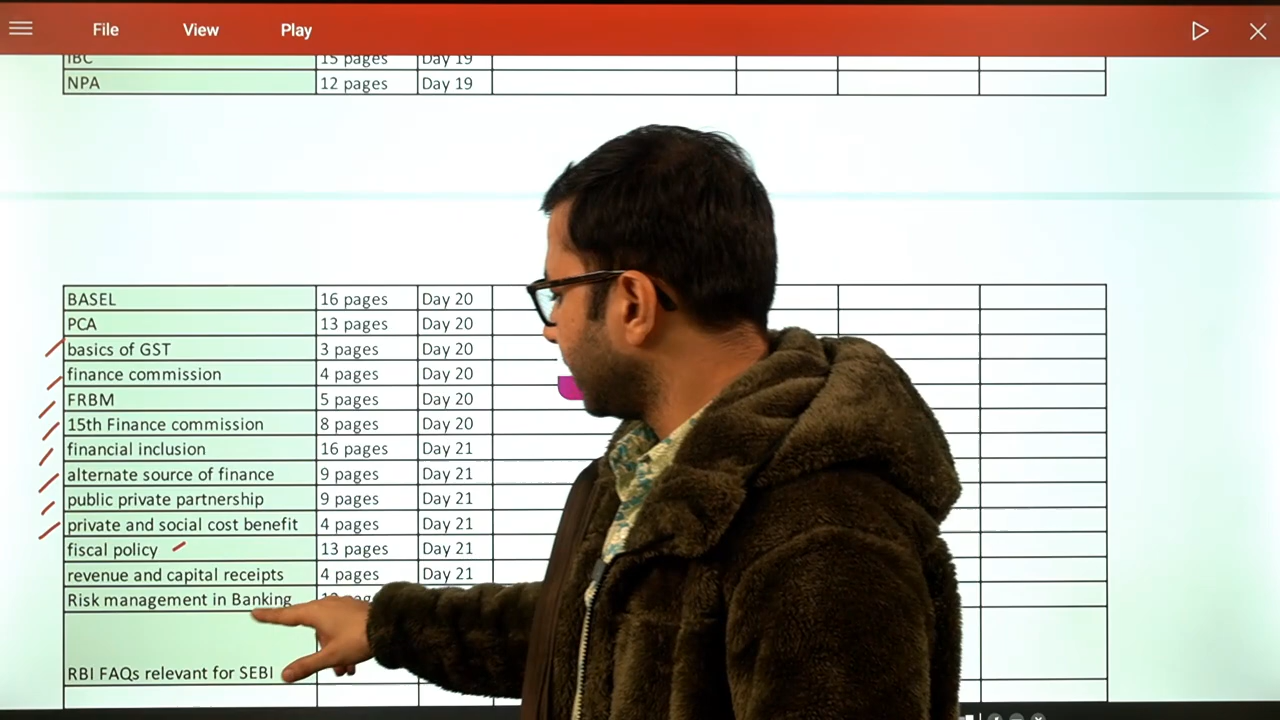 File View Play
IBC 15 pages Day 19
NPA 12 pages Day 19
BASEL 16 pages Day 20
PCA 13 pages Day 20
basics of GST 3 pages Day 20
finance commission 4 pages Day 20
FRBM 5 pages Day 20
15th Finance commission 8 pages Day 20
financial inclusion 16 pages Day 21
alternate source of finance 9 pages Day 21
public private partnership 9 pages Day 21
private and social cost benefit 4 pages Day 21
fiscal policy 13 pages Day 21
revenue and capital receipts 4 pages Day 21
Risk management in Banking
RBI FAQs relevant for SEBI